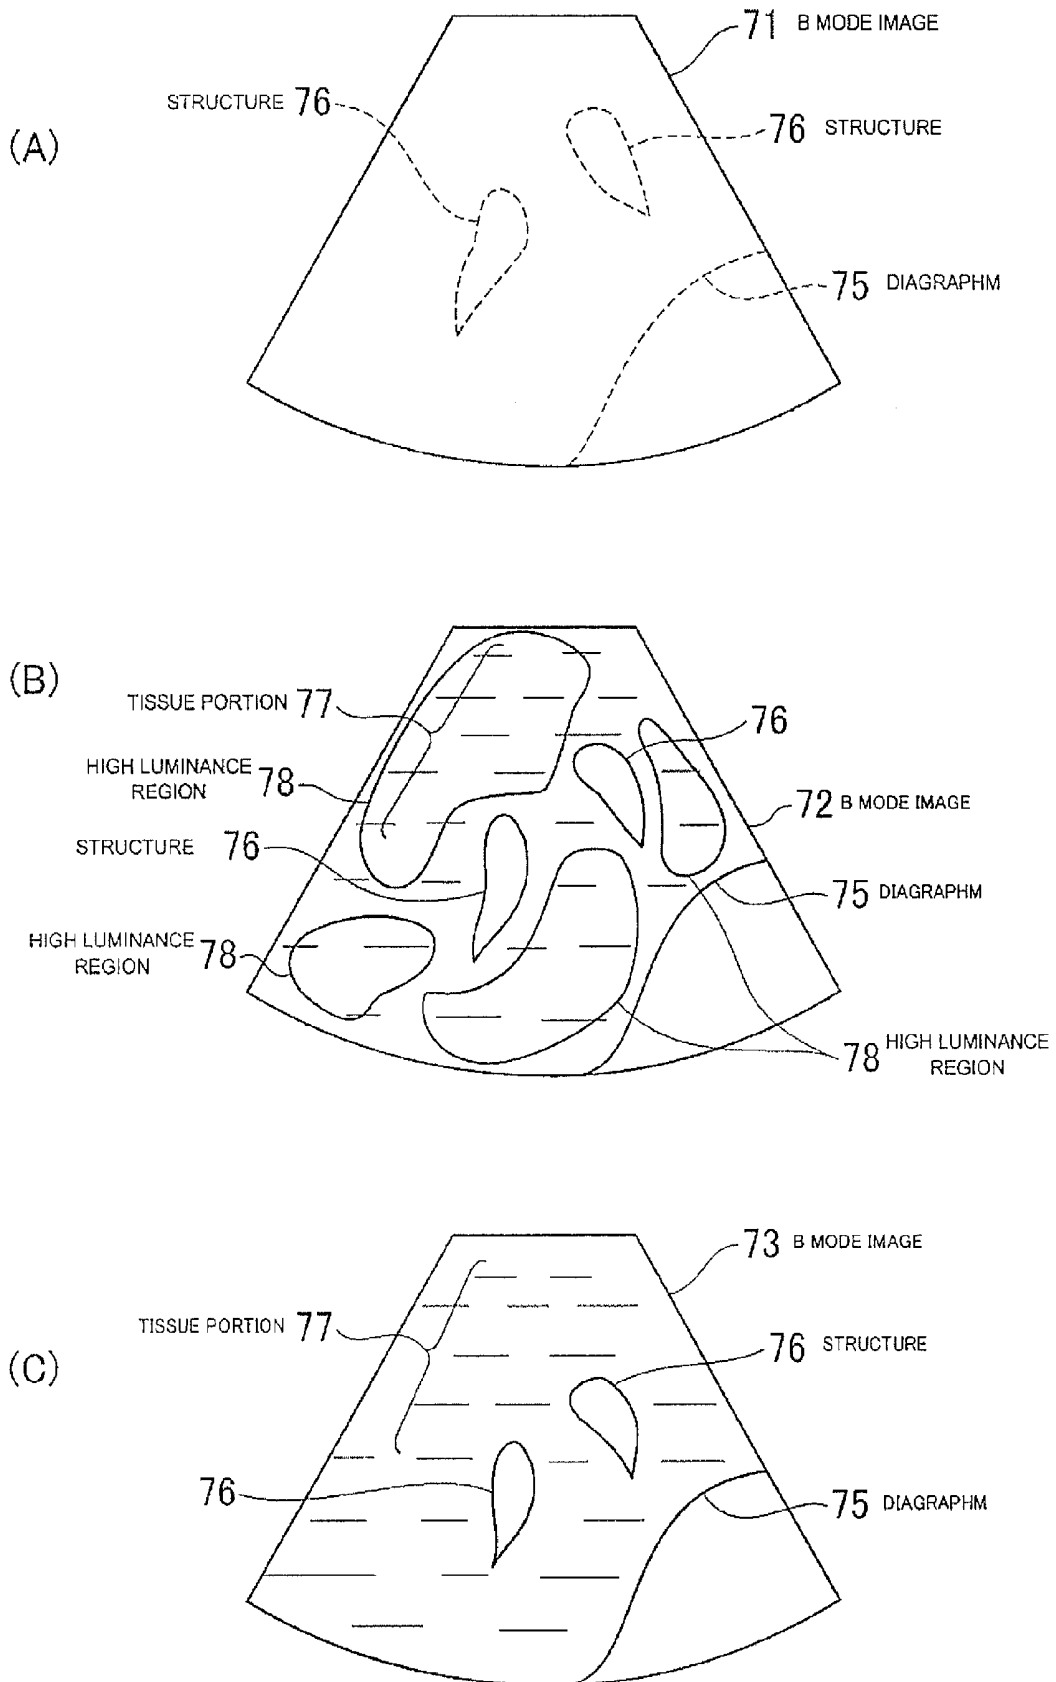 71 B MODE IMAGE
STRUCTURE 76
76 STRUCTURE
(A)
75 DIAGRAPHM
(B)
TISSUE PORTION 77
76
HIGH LUMINANCE
REGION 78
72 B MODE IMAGE
STRUCTURE 76
75 DIAGRAPHM
HIGH LUMINANCE
REGION 78
78 HIGH LUMINANCE
REGION
73 B MODE IMAGE
TISSUE PORTION 77
76 STRUCTURE
(C)
76
75 DIAGRAPHM